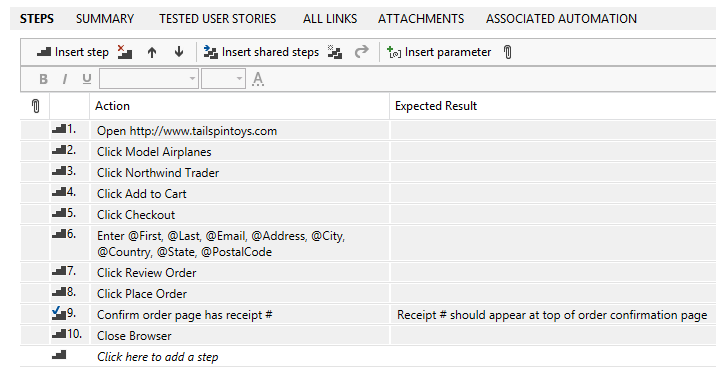 STEPS SUMMARY TESTED USER STORIES ALL LINKS ATTACHMENTS ASSOCIATED AUTOMATION
Insert step Insert shared steps Insert parameter
B I U A
Action Expected Result
1. Open http://www.tailspintoys.com
2. Click Model Airplanes
3. Click Northwind Trader
4. Click Add to Cart
5. Click Checkout
6. Enter @First, @Last, @Email, @Address, @City,
@Country, @State, @PostalCode
7. Click Review Order
8. Click Place Order
9. Confirm order page has receipt # Receipt # should appear at top of order confirmation page
10. Close Browser
Click here to add a step